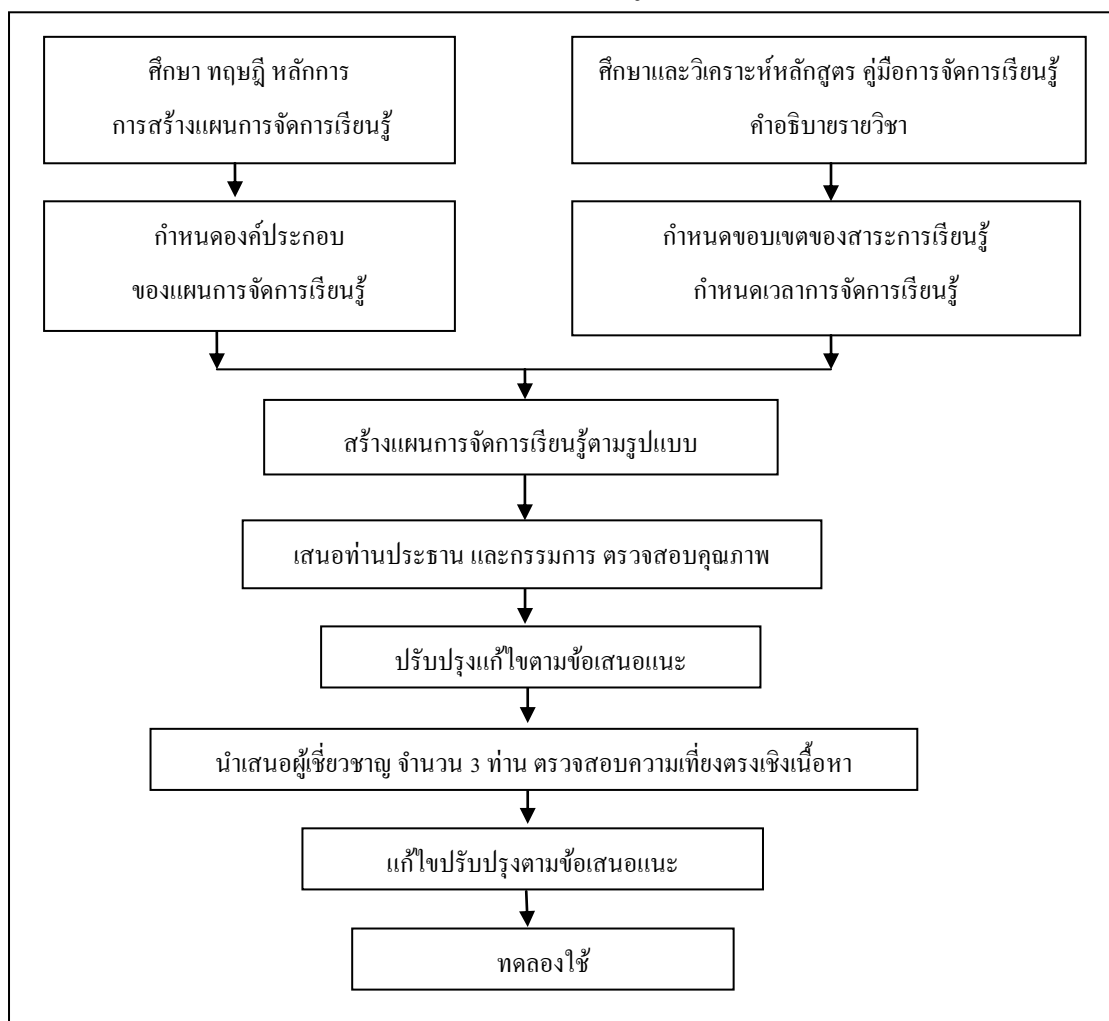 ศึกษา ทฤษฎี หลักการ
การสร้างแผนการจัดการเรียนรู้
ศึกษาและวิเคราะห์หลักสูตร คู่มือการจัดการเรียนรู้
คำอธิบายรายวิชา
กำหนดองค์ประกอบ
ของแผนการจัดการเรียนรู้
กำหนดขอบเขตของสาระการเรียนรู้
กำหนดเวลาการจัดการเรียนรู้
สร้างแผนการจัดการเรียนรู้ตามรูปแบบ
เสนอท่านประธาน และกรรมการ ตรวจสอบคุณภาพ
ปรับปรุงแก้ไขตามข้อเสนอแนะ
นำเสนอผู้เชี่ยวชาญ จำนวน 3 ท่าน ตรวจสอบความเที่ยงตรงเชิงเนื้อหา
แก้ไขปรับปรุงตามข้อเสนอแนะ
ทดลองใช้